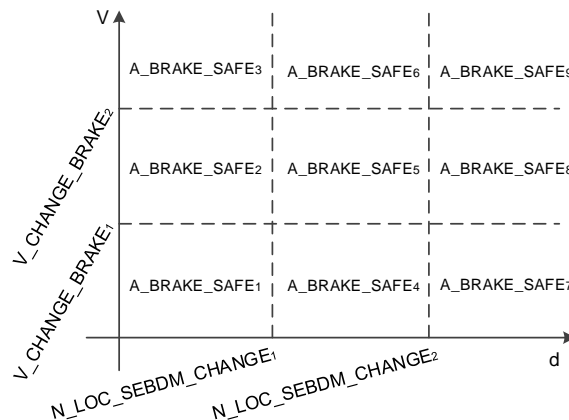 V
A_BRAKE_SAFE₃ A_BRAKE_SAFE₆ A_BRAKE_SAFE₉
V_CHANGE_BRAKE₂
A_BRAKE_SAFE₂ A_BRAKE_SAFE₅ A_BRAKE_SAFE₈
V_CHANGE_BRAKE₁
A_BRAKE_SAFE₁ A_BRAKE_SAFE₄ A_BRAKE_SAFE₇
d
N_LOC_SEBDM_CHANGE₁
N_LOC_SEBDM_CHANGE₂